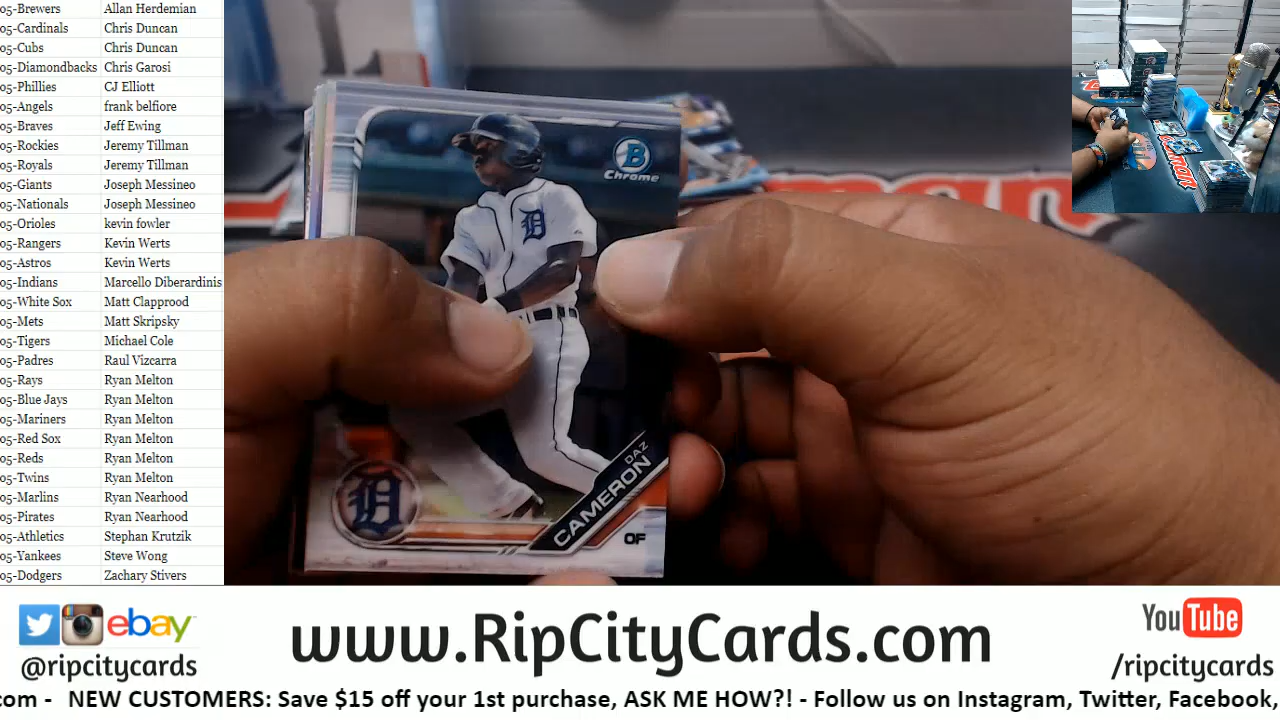 05-Brewers Allan Herdemian
05-Cardinals Chris Duncan
05-Cubs Chris Duncan
05-Diamondbacks Chris Garosi
05-Phillies CJ Elliott
05-Angels frank belfiore
05-Braves Jeff Ewing
05-Rockies Jeremy Tillman
05-Royals Jeremy Tillman
05-Giants Joseph Messineo
05-Nationals Joseph Messineo
05-Orioles kevin fowler
05-Rangers Kevin Werts
05-Astros Kevin Werts
05-Indians Marcello Diberardinis
05-White Sox Matt Clapprood
05-Mets Matt Skripsky
05-Tigers Michael Cole
05-Padres Raul Vizcarra
05-Rays Ryan Melton
05-Blue Jays Ryan Melton
05-Mariners Ryan Melton
05-Red Sox Ryan Melton
05-Reds Ryan Melton
05-Twins Ryan Melton
05-Marlins Ryan Nearhood
05-Pirates Ryan Nearhood
05-Athletics Stephan Krutzik
05-Yankees Steve Wong
05-Dodgers Zachary Stivers
B
Chrome
D
D
DAZ
CAMERON
OF
ebay
@ripcitycards
www.RipCityCards.com
YouTube
/ripcitycards
com - NEW CUSTOMERS: Save $15 off your 1st purchase, ASK ME HOW?! - Follow us on Instagram, Twitter, Facebook,